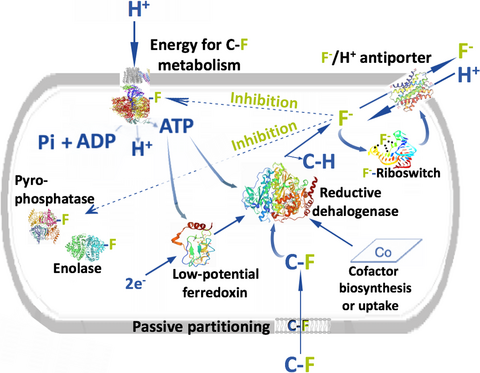 H⁺
Energy for C-F
metabolism
F⁻/H⁺ antiporter
F⁻
H⁺
-F
Inhibition
F⁻
Pi + ADP
H⁺
ATP
Inhibition
F⁻
F⁻-Riboswitch
C-H
Pyro-
phosphatase
-F
-F
Enolase
Reductive
dehalogenase
2e⁻
Low-potential
ferredoxin
C-F
Co
Cofactor
biosynthesis
or uptake
Passive partitioning
C-F
C-F